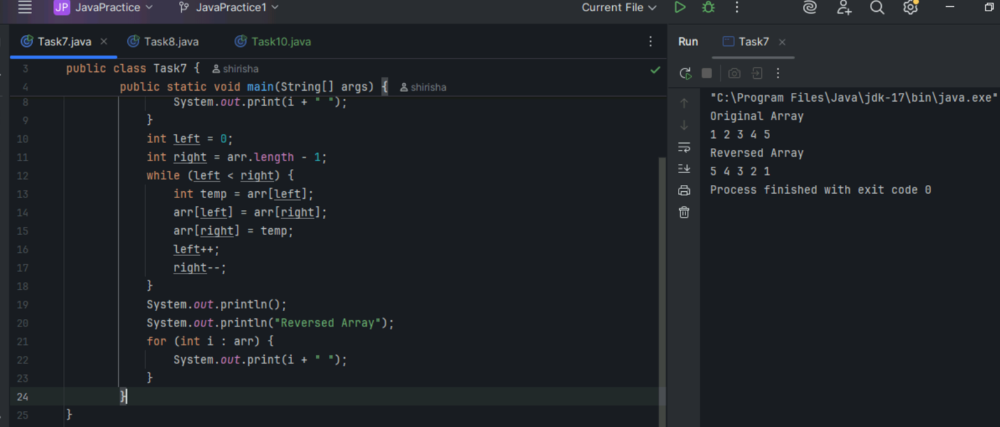 JP JavaPractice JavaPractice1 Current File
Task7.java Task8.java Task10.java
3 public class Task7 { shirisha
4 public static void main(String[] args) { shirisha
8 System.out.print(i + " ");
9 }
10 int left = 0;
11 int right = arr.length - 1;
12 while (left < right) {
13 int temp = arr[left];
14 arr[left] = arr[right];
15 arr[right] = temp;
16 left++;
17 right--;
18 }
19 System.out.println();
20 System.out.println("Reversed Array");
21 for (int i : arr) {
22 System.out.print(i + " ");
23 }
24 }
25 }
Run Task7
"C:\Program Files\Java\jdk-17\bin\java.exe"
Original Array
1 2 3 4 5
Reversed Array
5 4 3 2 1
Process finished with exit code 0